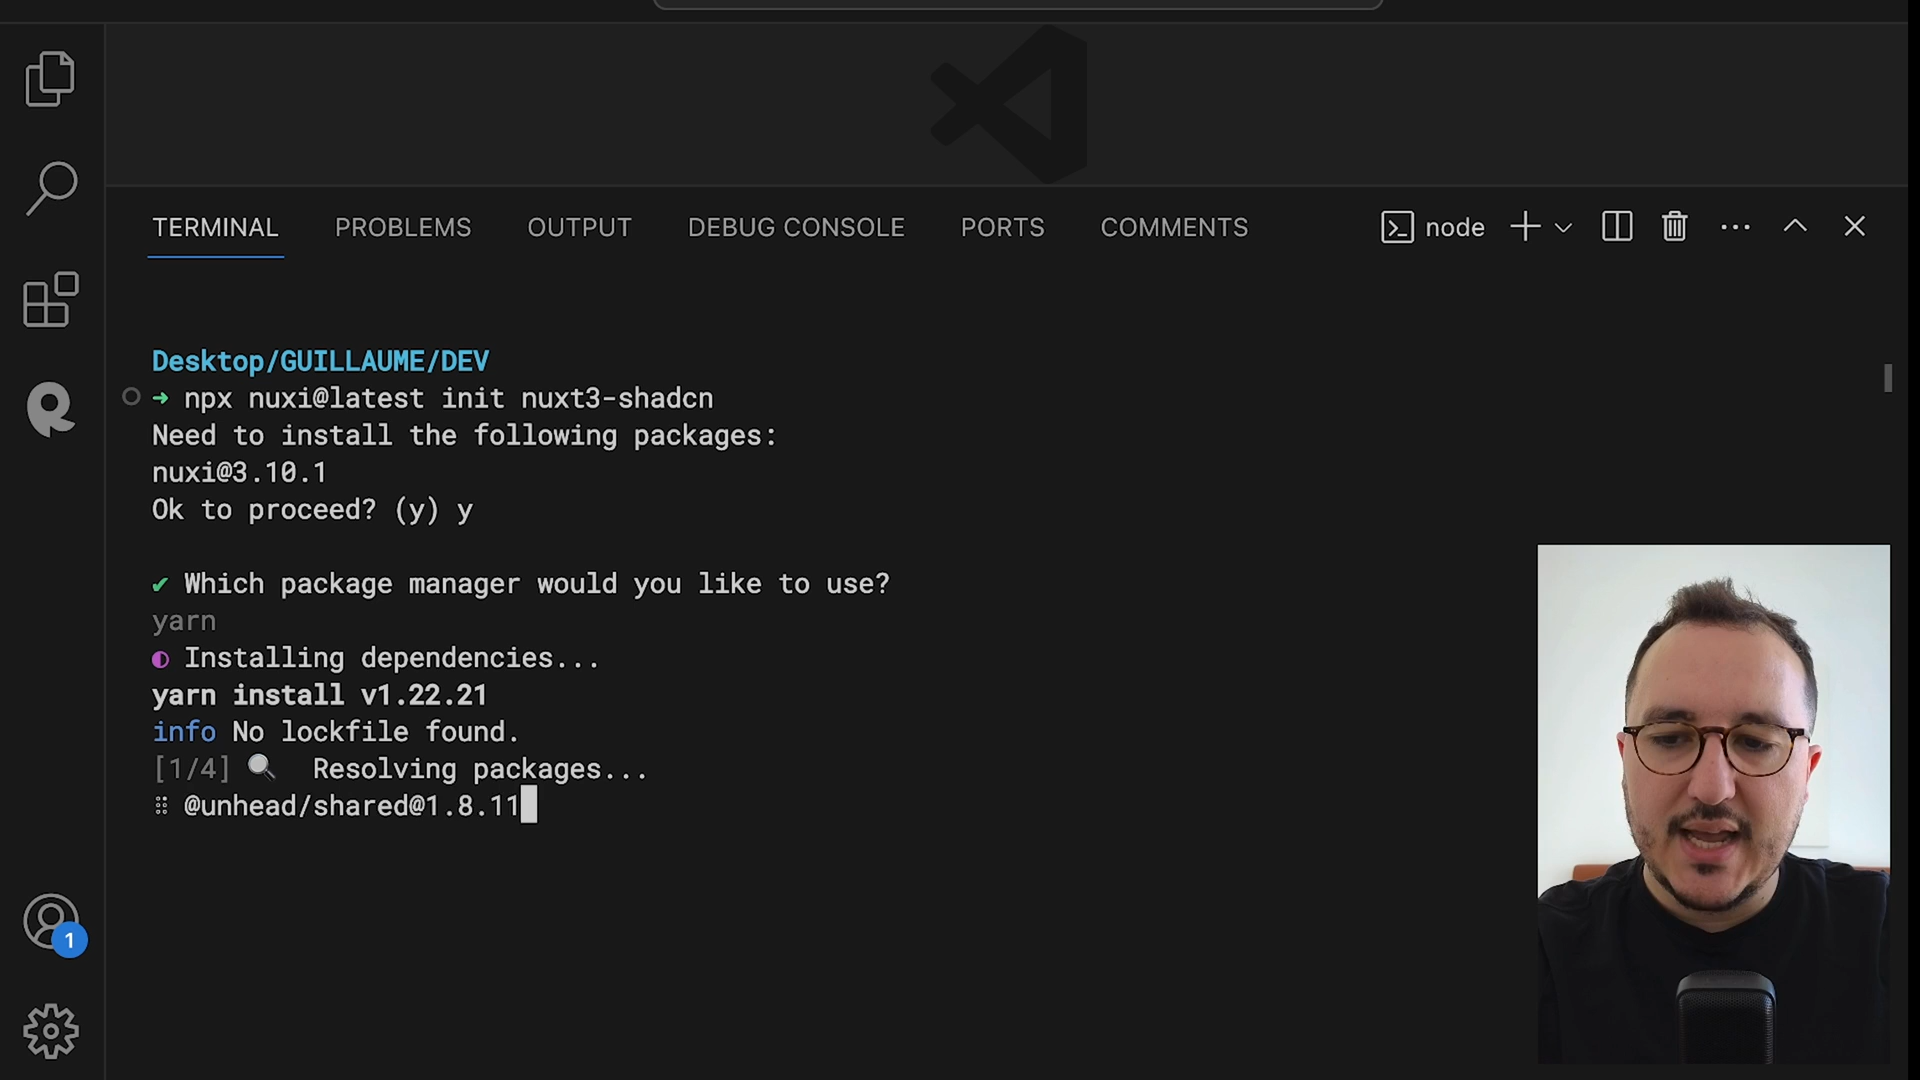 TERMINAL PROBLEMS OUTPUT DEBUG CONSOLE PORTS COMMENTS node
Desktop/GUILLAUME/DEV
→ npx nuxi@latest init nuxt3-shadcn
Need to install the following packages:
nuxi@3.10.1
Ok to proceed? (y) y
✔ Which package manager would you like to use?
yarn
◐ Installing dependencies...
yarn install v1.22.21
info No lockfile found.
[1/4] 🔍 Resolving packages...
⠿ @unhead/shared@1.8.11
1